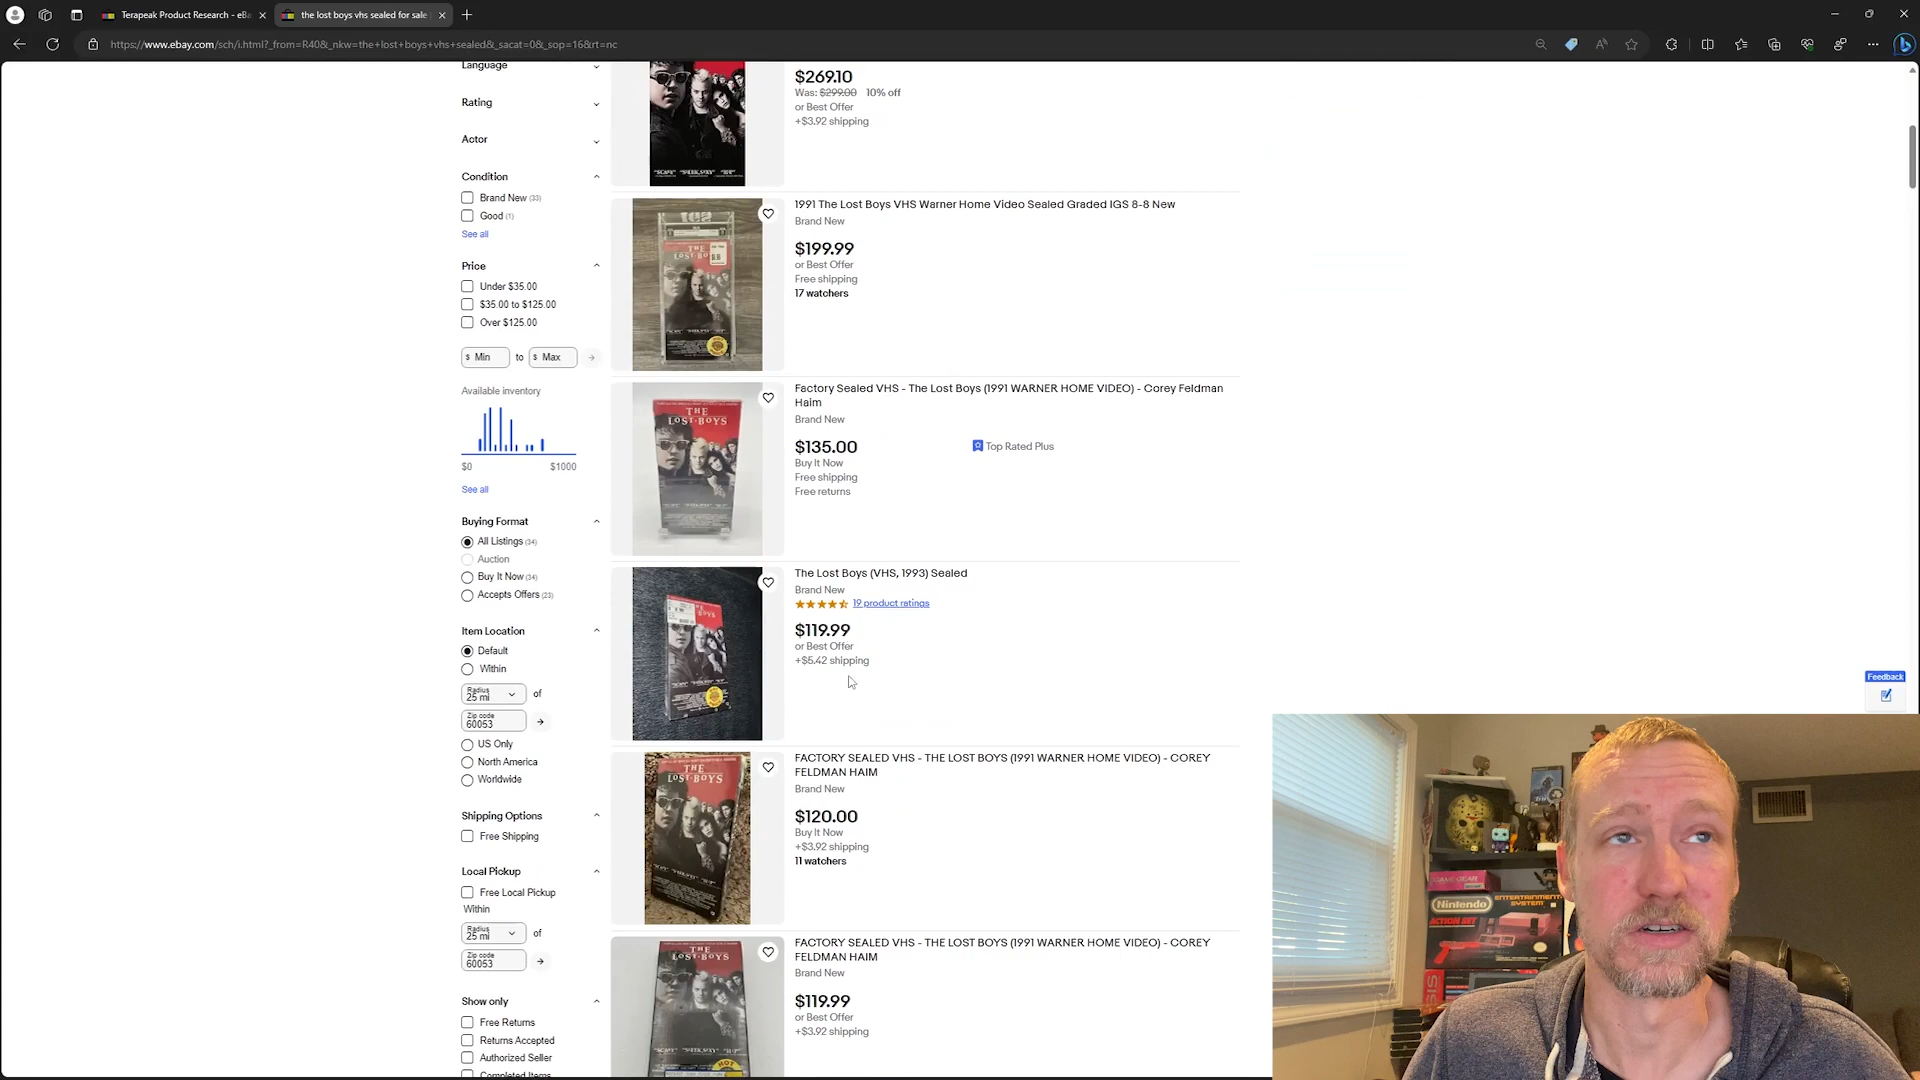 Terapeak Product Research - eBa
the lost boys vhs sealed for sale
https://www.ebay.com/sch/i.html?_from=R40&_nkw=the+lost+boys+vhs+sealed&_sacat=0&_sop=16&rt=nc
Language
Rating
Actor
Condition
Brand New (33)
Good (1)
See all
Price
Under $35.00
$35.00 to $125.00
Over $125.00
$ Min to $ Max
Available inventory
$0 $1000
See all
Buying Format
All Listings (34)
Auction
Buy It Now (34)
Accepts Offers (23)
Item Location
Default
Within
Radius
25 mi of
Zip code
60053
US Only
North America
Worldwide
Shipping Options
Free Shipping
Local Pickup
Free Local Pickup
Within
Radius
25 mi of
Zip code
60053
Show only
Free Returns
Returns Accepted
Authorized Seller
Completed Items
$269.10
Was: $299.00 10% off
or Best Offer
+$3.92 shipping
1991 The Lost Boys VHS Warner Home Video Sealed Graded IGS 8-8 New
Brand New
$199.99
or Best Offer
Free shipping
17 watchers
THE
LOST BOYS
Factory Sealed VHS - The Lost Boys (1991 WARNER HOME VIDEO) - Corey Feldman
Haim
Brand New
$135.00
Top Rated Plus
Buy It Now
Free shipping
Free returns
THE
LOST BOYS
The Lost Boys (VHS, 1993) Sealed
Brand New
19 product ratings
$119.99
or Best Offer
+$5.42 shipping
FACTORY SEALED VHS - THE LOST BOYS (1991 WARNER HOME VIDEO) - COREY
FELDMAN HAIM
Brand New
$120.00
Buy It Now
+$3.92 shipping
11 watchers
THE
LOST BOYS
FACTORY SEALED VHS - THE LOST BOYS (1991 WARNER HOME VIDEO) - COREY
FELDMAN HAIM
Brand New
$119.99
or Best Offer
+$3.92 shipping
THE
LOST BOYS
Feedback
GAME GEAR
Nintendo
ENTERTAINMENT
SYSTEM
ACTION SET